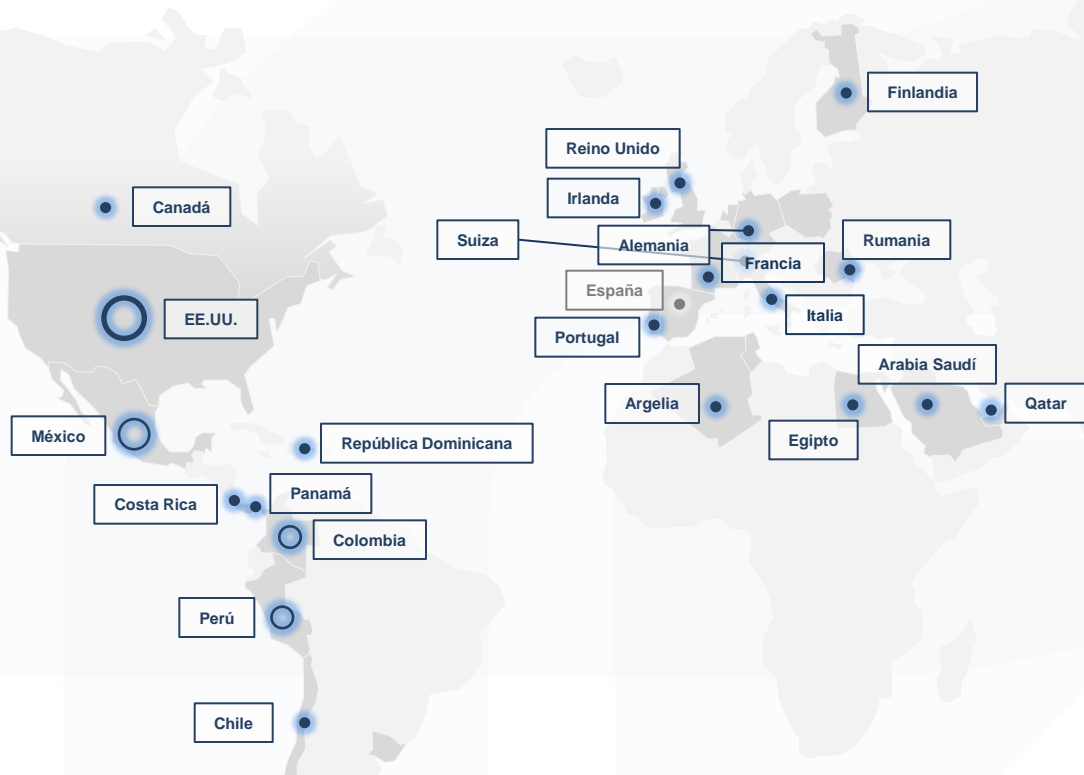 Finlandia
Reino Unido
Irlanda
Canadá
Suiza
Alemania
Rumania
Francia
España
EE.UU.
Italia
Portugal
Arabia Saudí
Argelia
Qatar
México
República Dominicana
Egipto
Costa Rica
Panamá
Colombia
Perú
Chile